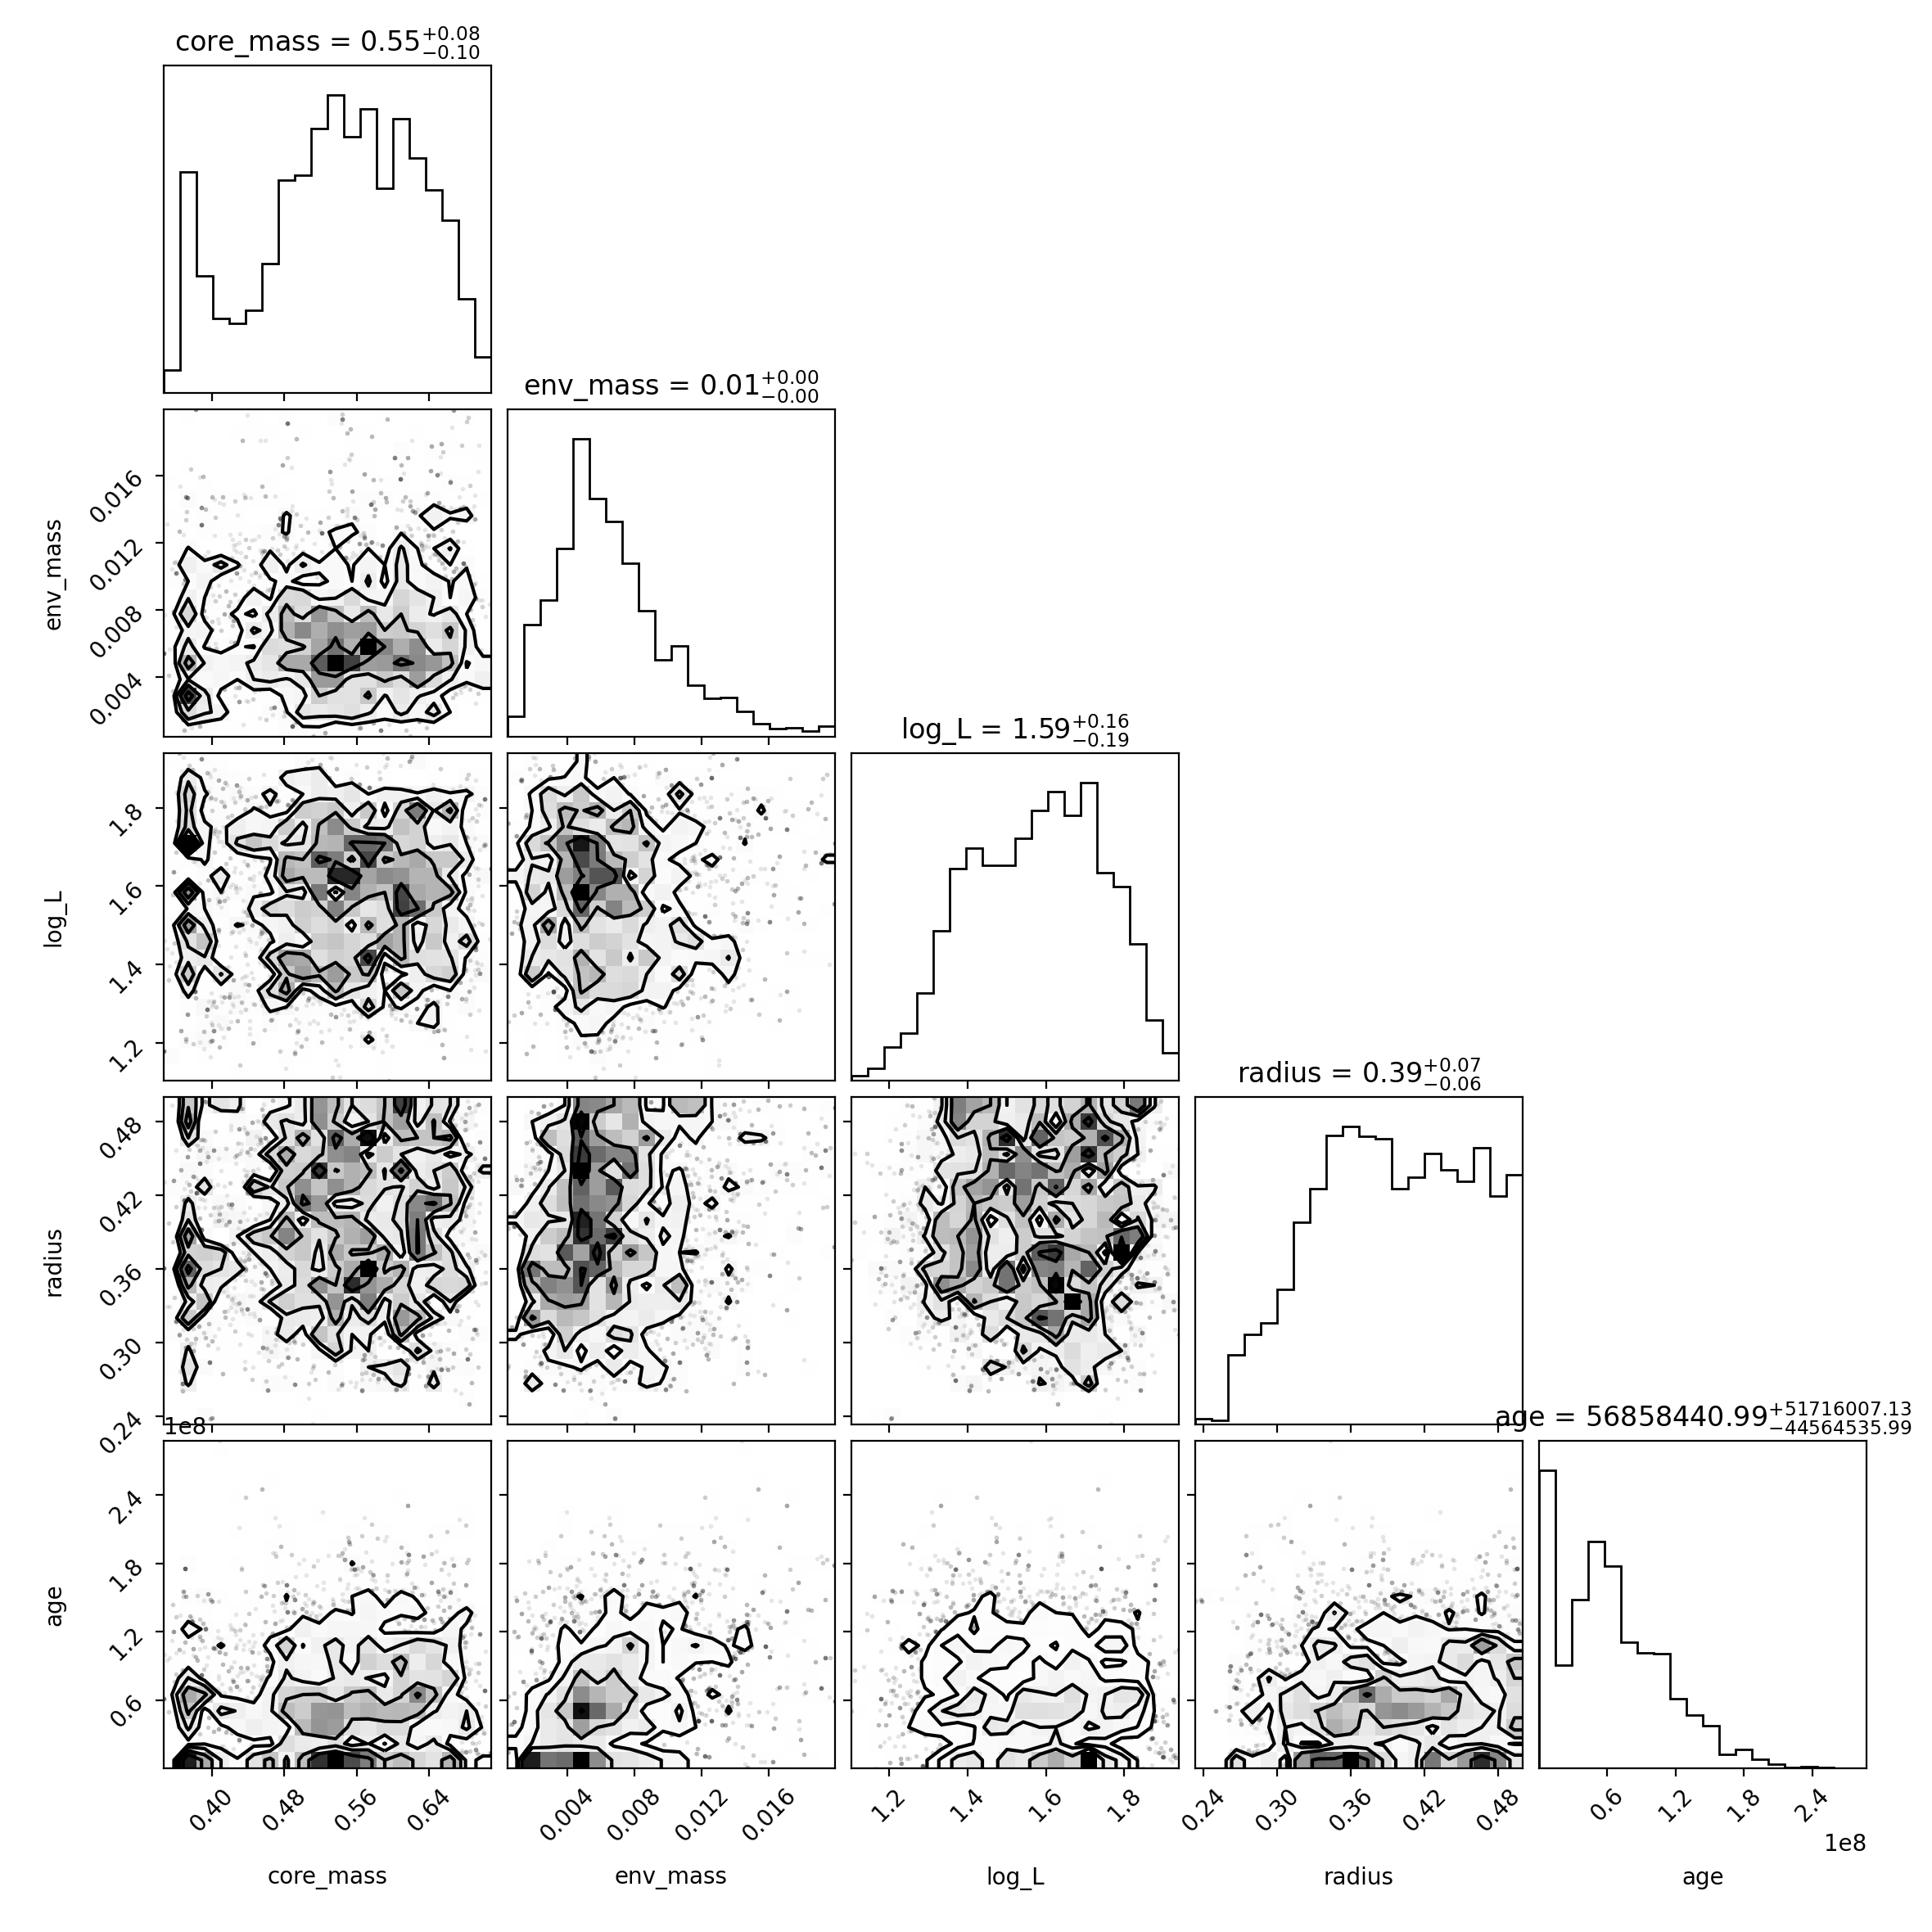 core_mass = 0.55+0.08 −0.10
env_mass = 0.01+0.00 −0.00
0.016
0.012
0.008
0.004
env_mass
log_L = 1.59+0.16 −0.19
1.8
1.6
1.4
1.2
log_L
radius = 0.39+0.07 −0.06
0.48
0.42
0.36
0.30
0.24
radius
1e8
age = 56858440.99+51716007.13 −44564535.99
2.4
1.8
1.2
0.6
age
0.40 0.48 0.56 0.64
0.004 0.008 0.012 0.016
1.2 1.4 1.6 1.8
0.24 0.30 0.36 0.42 0.48
0.6 1.2 1.8 2.4
1e8
core_mass
env_mass
log_L
radius
age